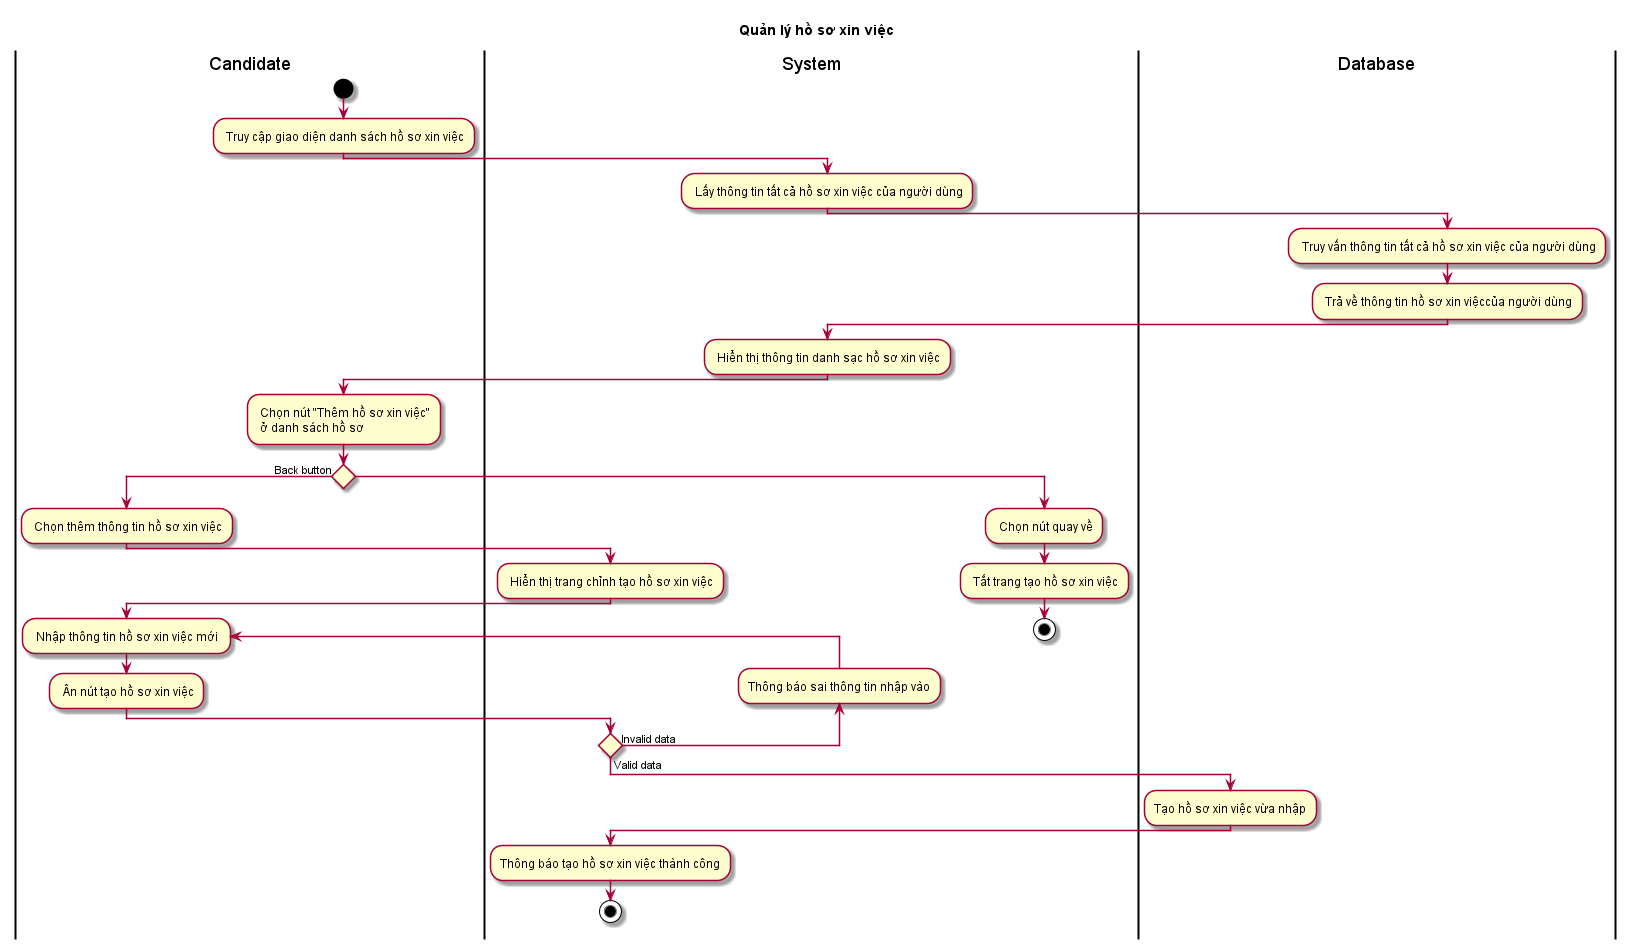 Quản lý hồ sơ xin việc
Candidate
System
Database
Truy cập giao diện danh sách hồ sơ xin việc
Lấy thông tin tất cả hồ sơ xin việc của người dùng
Truy vấn thông tin tất cả hồ sơ xin việc của người dùng
Trả về thông tin hồ sơ xin việccủa người dùng
Hiển thị thông tin danh sạc hồ sơ xin việc
Chọn nút "Thêm hồ sơ xin việc"
ở danh sách hồ sơ
Back button
Chọn thêm thông tin hồ sơ xin việc
Chọn nút quay về
Hiển thị trang chỉnh tạo hồ sơ xin việc
Tắt trang tạo hồ sơ xin việc
Nhập thông tin hồ sơ xin việc mới
Ân nút tạo hồ sơ xin việc
Thông báo sai thông tin nhập vào
Invalid data
Valid data
Tạo hồ sơ xin việc vừa nhập
Thông báo tạo hồ sơ xin việc thành công